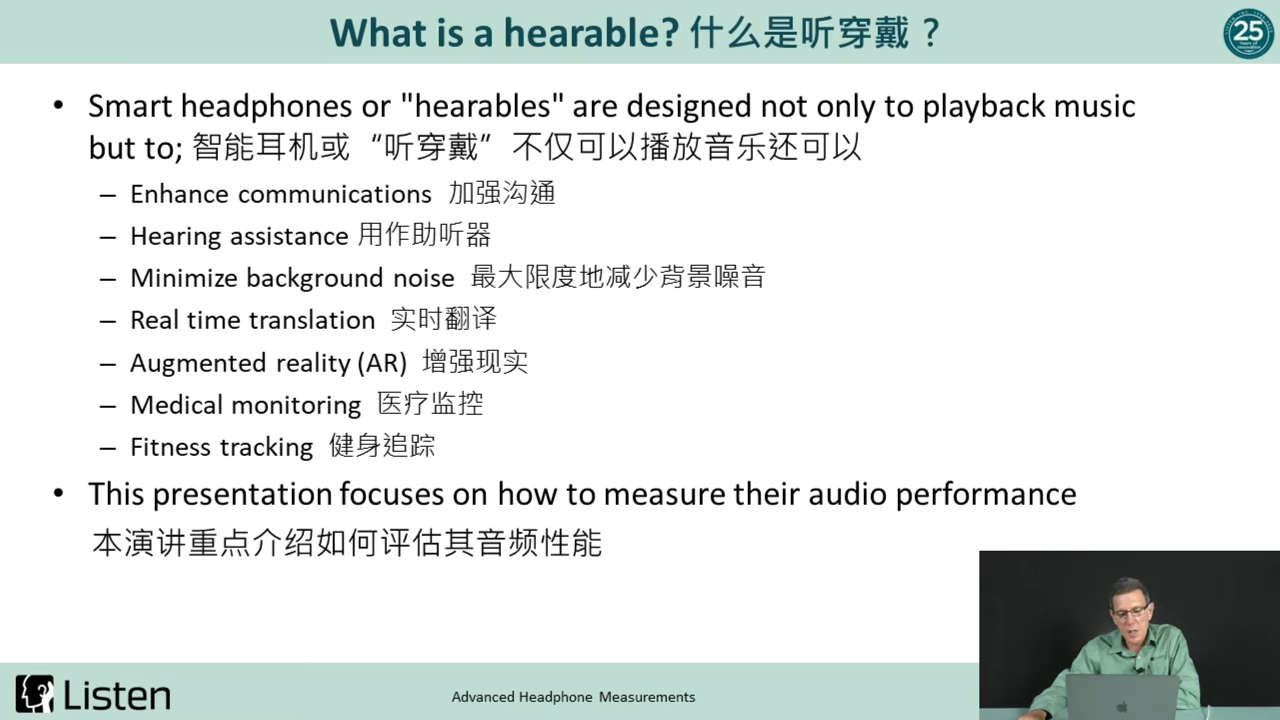 What is a hearable? 什么是听穿戴？
25
Years of
Innovation
• Smart headphones or "hearables" are designed not only to playback music
but to; 智能耳机或 “听穿戴” 不仅可以播放音乐还可以
– Enhance communications 加强沟通
– Hearing assistance 用作助听器
– Minimize background noise 最大限度地减少背景噪音
– Real time translation 实时翻译
– Augmented reality (AR) 增强现实
– Medical monitoring 医疗监控
– Fitness tracking 健身追踪
• This presentation focuses on how to measure their audio performance
本演讲重点介绍如何评估其音频性能
Listen
Advanced Headphone Measurements